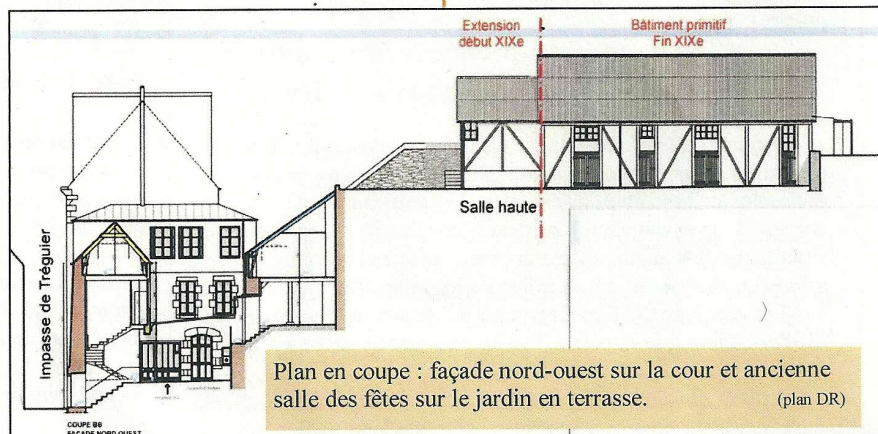 Extension
début XIXe
Bâtiment primitif
Fin XIXe
Salle haute
Impasse de Tréguier
Plan en coupe : façade nord-ouest sur la cour et ancienne
salle des fêtes sur le jardin en terrasse. (plan DR)
COUPE BB
FACADE NORD OUEST